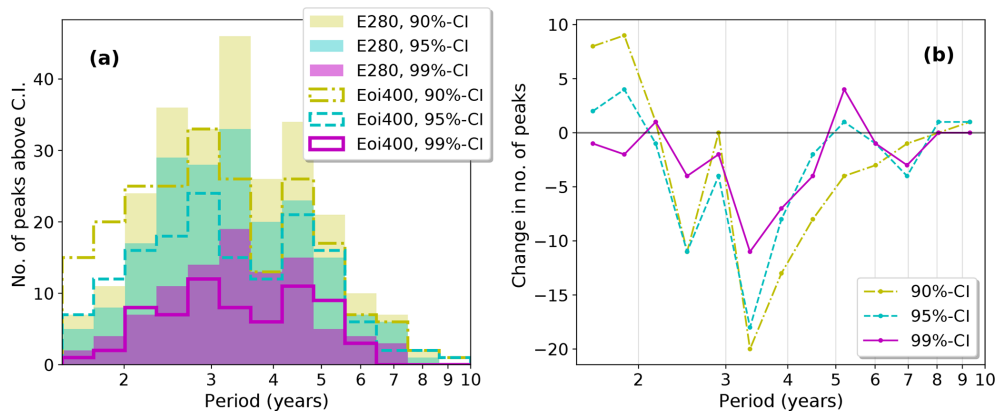 E280, 90%-CI
E280, 95%-CI
E280, 99%-CI
Eoi400, 90%-CI
Eoi400, 95%-CI
Eoi400, 99%-CI
(a)
No. of peaks above C.I.
40
30
20
10
0
2 3 4 5 6 7 8 9 10
Period (years)
(b)
Change in no. of peaks
10
5
0
−5
−10
−15
−20
90%-CI
95%-CI
99%-CI
2 3 4 5 6 7 8 9 10
Period (years)